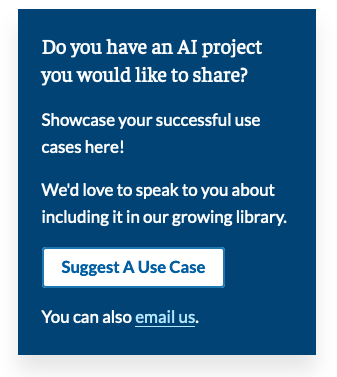 Do you have an AI project
you would like to share?
Showcase your successful use
cases here!
We'd love to speak to you about
including it in our growing library.
Suggest A Use Case
You can also email us.